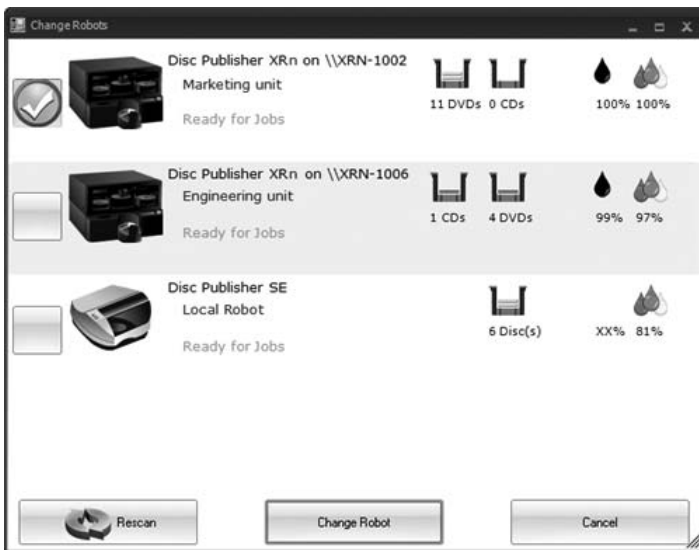 Change Robots
Disc Publisher XRn on \\XRN-1002
Marketing unit
Ready for Jobs
11 DVDs 0 CDs
100% 100%
Disc Publisher XRn on \\XRN-1006
Engineering unit
Ready for Jobs
1 CDs 4 DVDs
99% 97%
Disc Publisher SE
Local Robot
Ready for Jobs
6 Disc(s)
XX% 81%
Rescan
Change Robot
Cancel